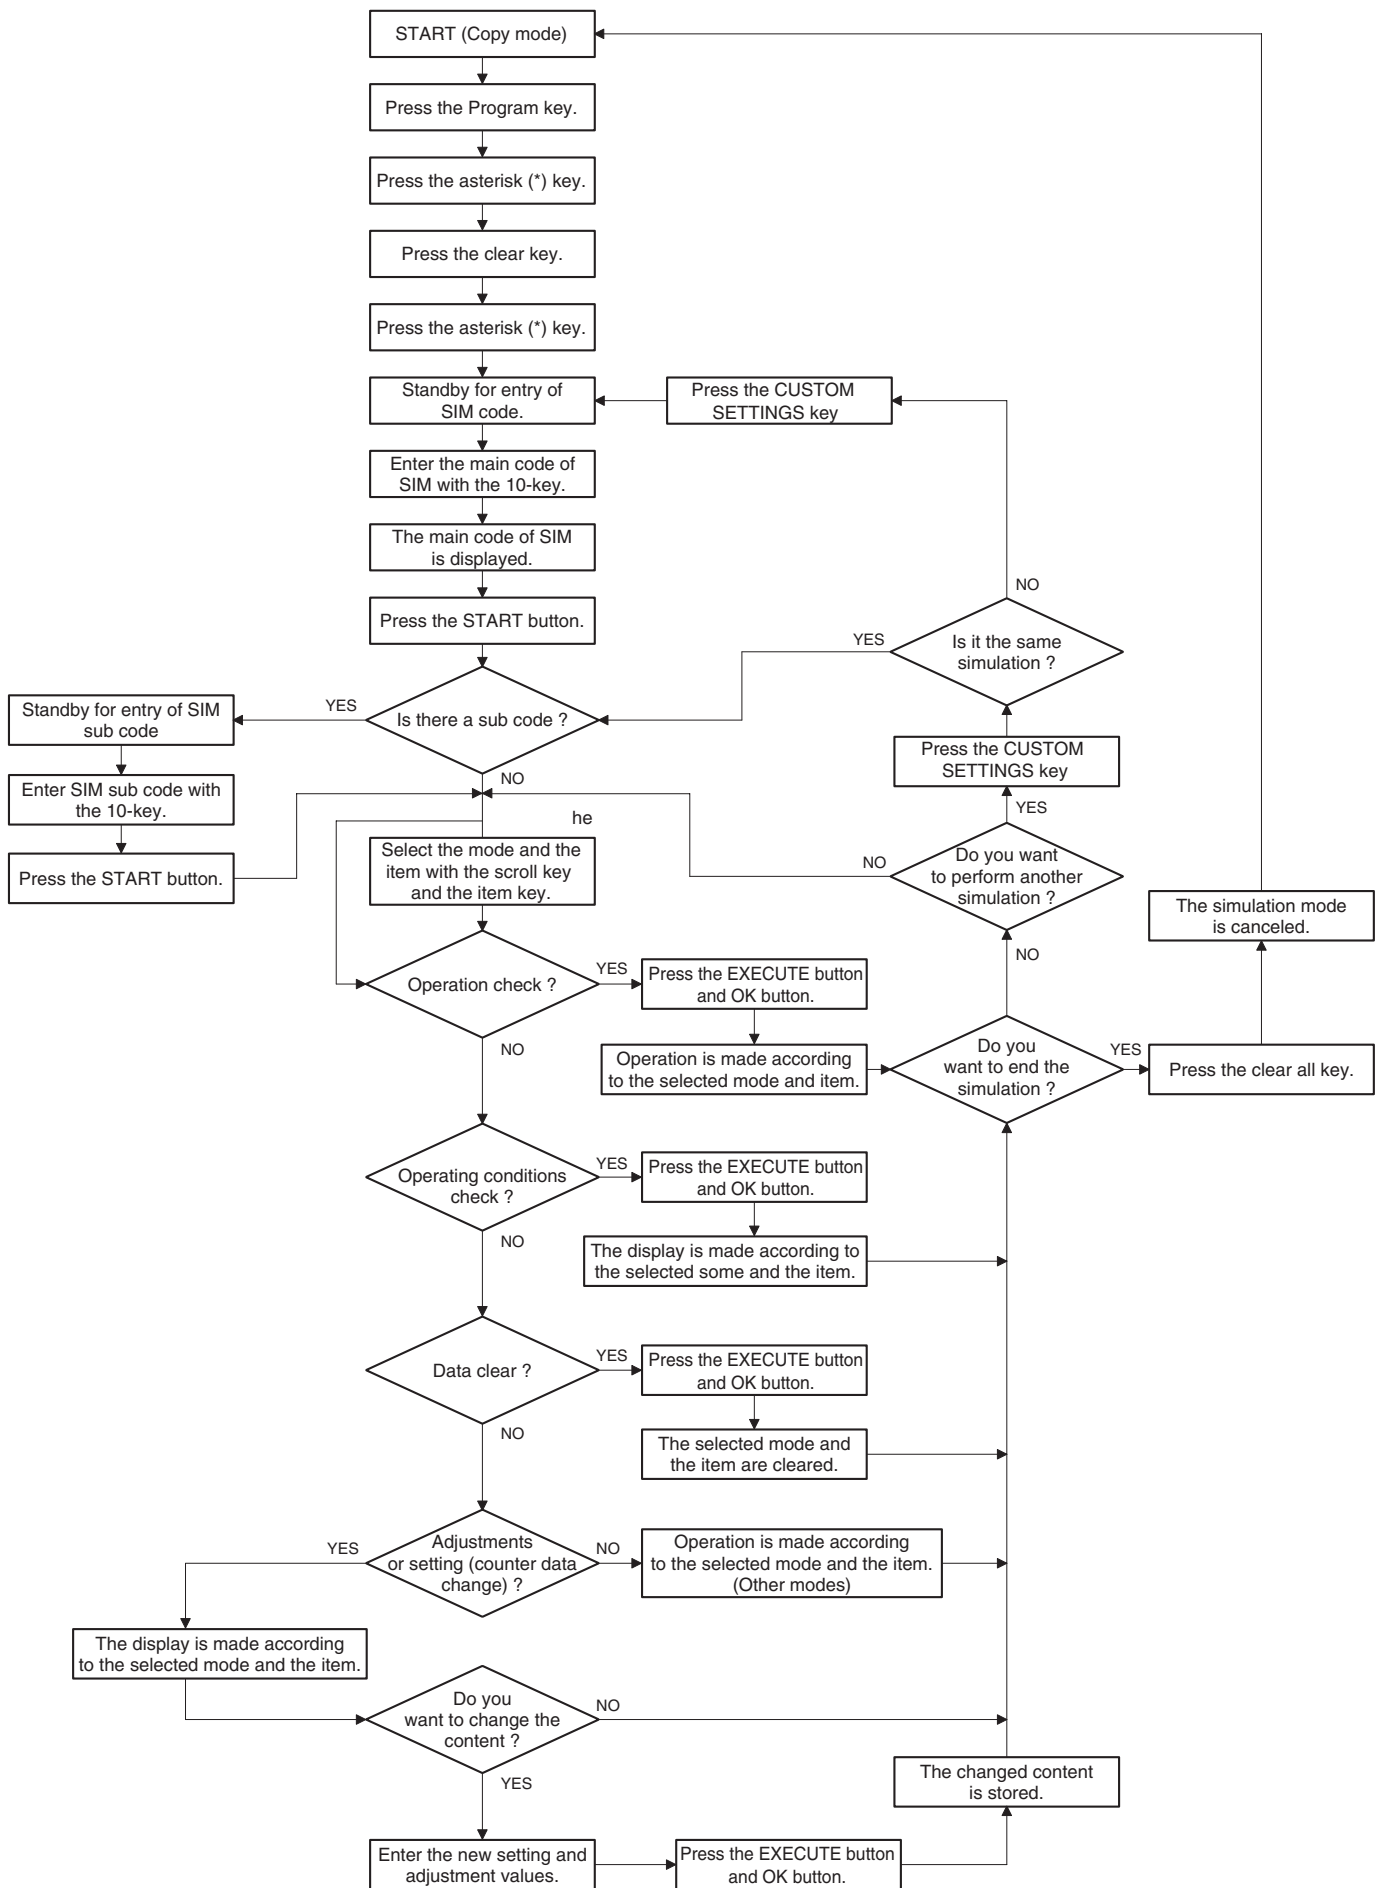 START (Copy mode)
Press the Program key.
Press the asterisk (*) key.
Press the clear key.
Press the asterisk (*) key.
Standby for entry of
SIM code.
Press the CUSTOM
SETTINGS key
Enter the main code of
SIM with the 10-key.
The main code of SIM
is displayed.
NO
Press the START button.
YES
Is it the same
simulation ?
Standby for entry of SIM
sub code
YES
Is there a sub code ?
Press the CUSTOM
SETTINGS key
NO
Enter SIM sub code with
the 10-key.
YES
he
Press the START button.
Select the mode and the
item with the scroll key
and the item key.
NO
Do you want
to perform another
simulation ?
The simulation mode
is canceled.
NO
Operation check ?
YES
Press the EXECUTE button
and OK button.
NO
Operation is made according
to the selected mode and item.
Do you
want to end the
simulation ?
YES
Press the clear all key.
Operating conditions
check ?
YES
Press the EXECUTE button
and OK button.
NO
The display is made according to
the selected some and the item.
Data clear ?
YES
Press the EXECUTE button
and OK button.
NO
The selected mode and
the item are cleared.
YES
Adjustments
or setting (counter data
change) ?
NO
Operation is made according
to the selected mode and the item.
(Other modes)
The display is made according
to the selected mode and the item.
Do you
want to change the
content ?
NO
YES
The changed content
is stored.
Enter the new setting and
adjustment values.
Press the EXECUTE button
and OK button.